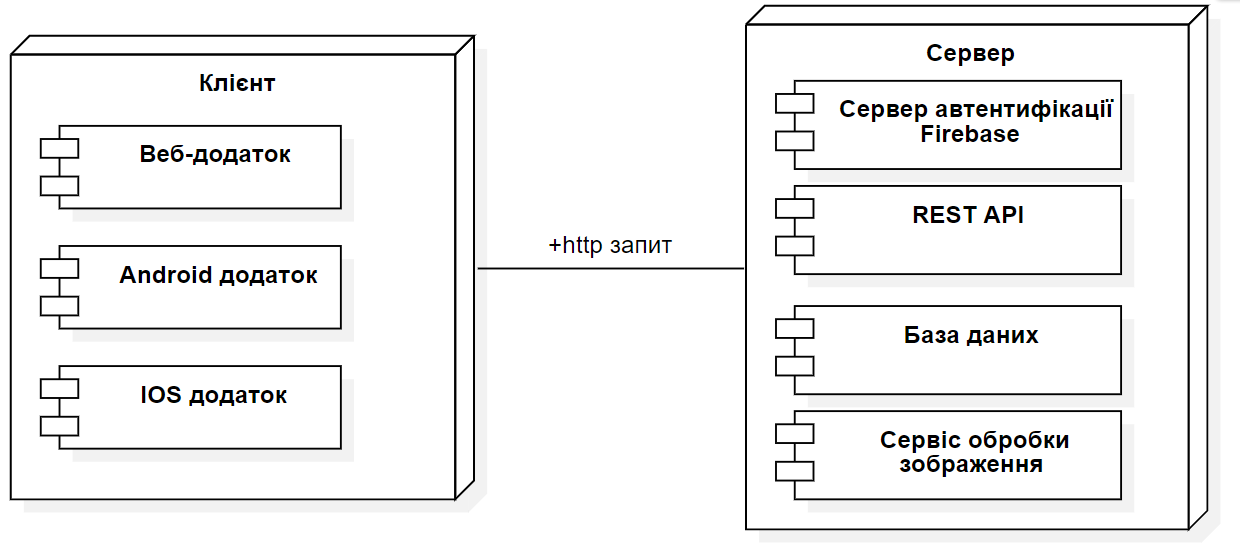 Клієнт
Веб-додаток
Android додаток
IOS додаток
+http запит
Сервер
Сервер автентифікації
Firebase
REST API
База даних
Сервіс обробки
зображення